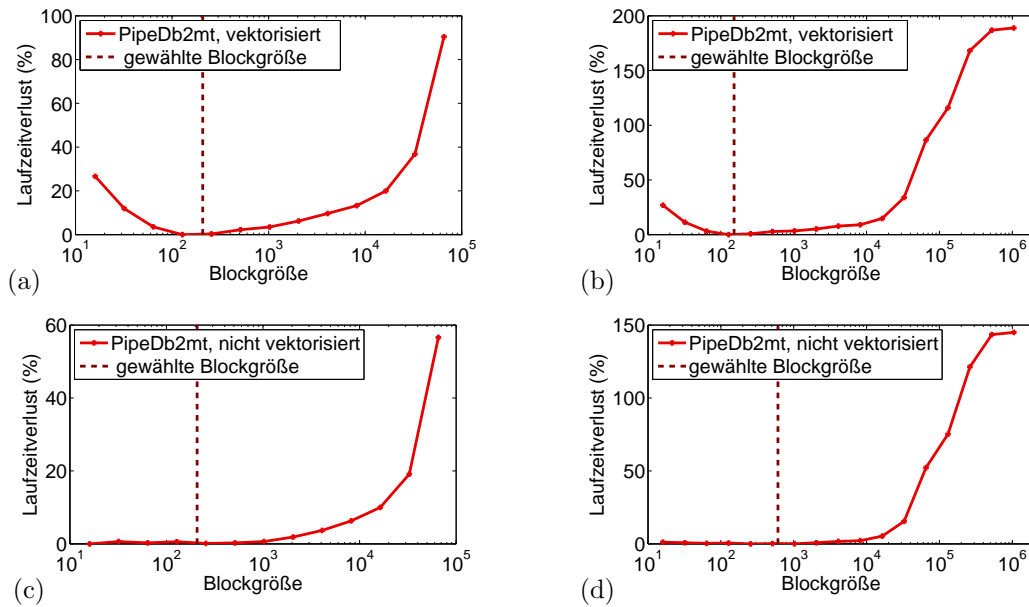 100
80
60
40
20
0
Laufzeitverlust (%)
PipeDb2mt, vektorisiert
gewählte Blockgröße
10^1
10^2
10^3
10^4
10^5
Blockgröße
(a)
200
150
100
50
0
Laufzeitverlust (%)
PipeDb2mt, vektorisiert
gewählte Blockgröße
10^1
10^2
10^3
10^4
10^5
10^6
Blockgröße
(b)
60
40
20
0
Laufzeitverlust (%)
PipeDb2mt, nicht vektorisiert
gewählte Blockgröße
10^1
10^2
10^3
10^4
10^5
Blockgröße
(c)
150
100
50
0
Laufzeitverlust (%)
PipeDb2mt, nicht vektorisiert
gewählte Blockgröße
10^1
10^2
10^3
10^4
10^5
10^6
Blockgröße
(d)